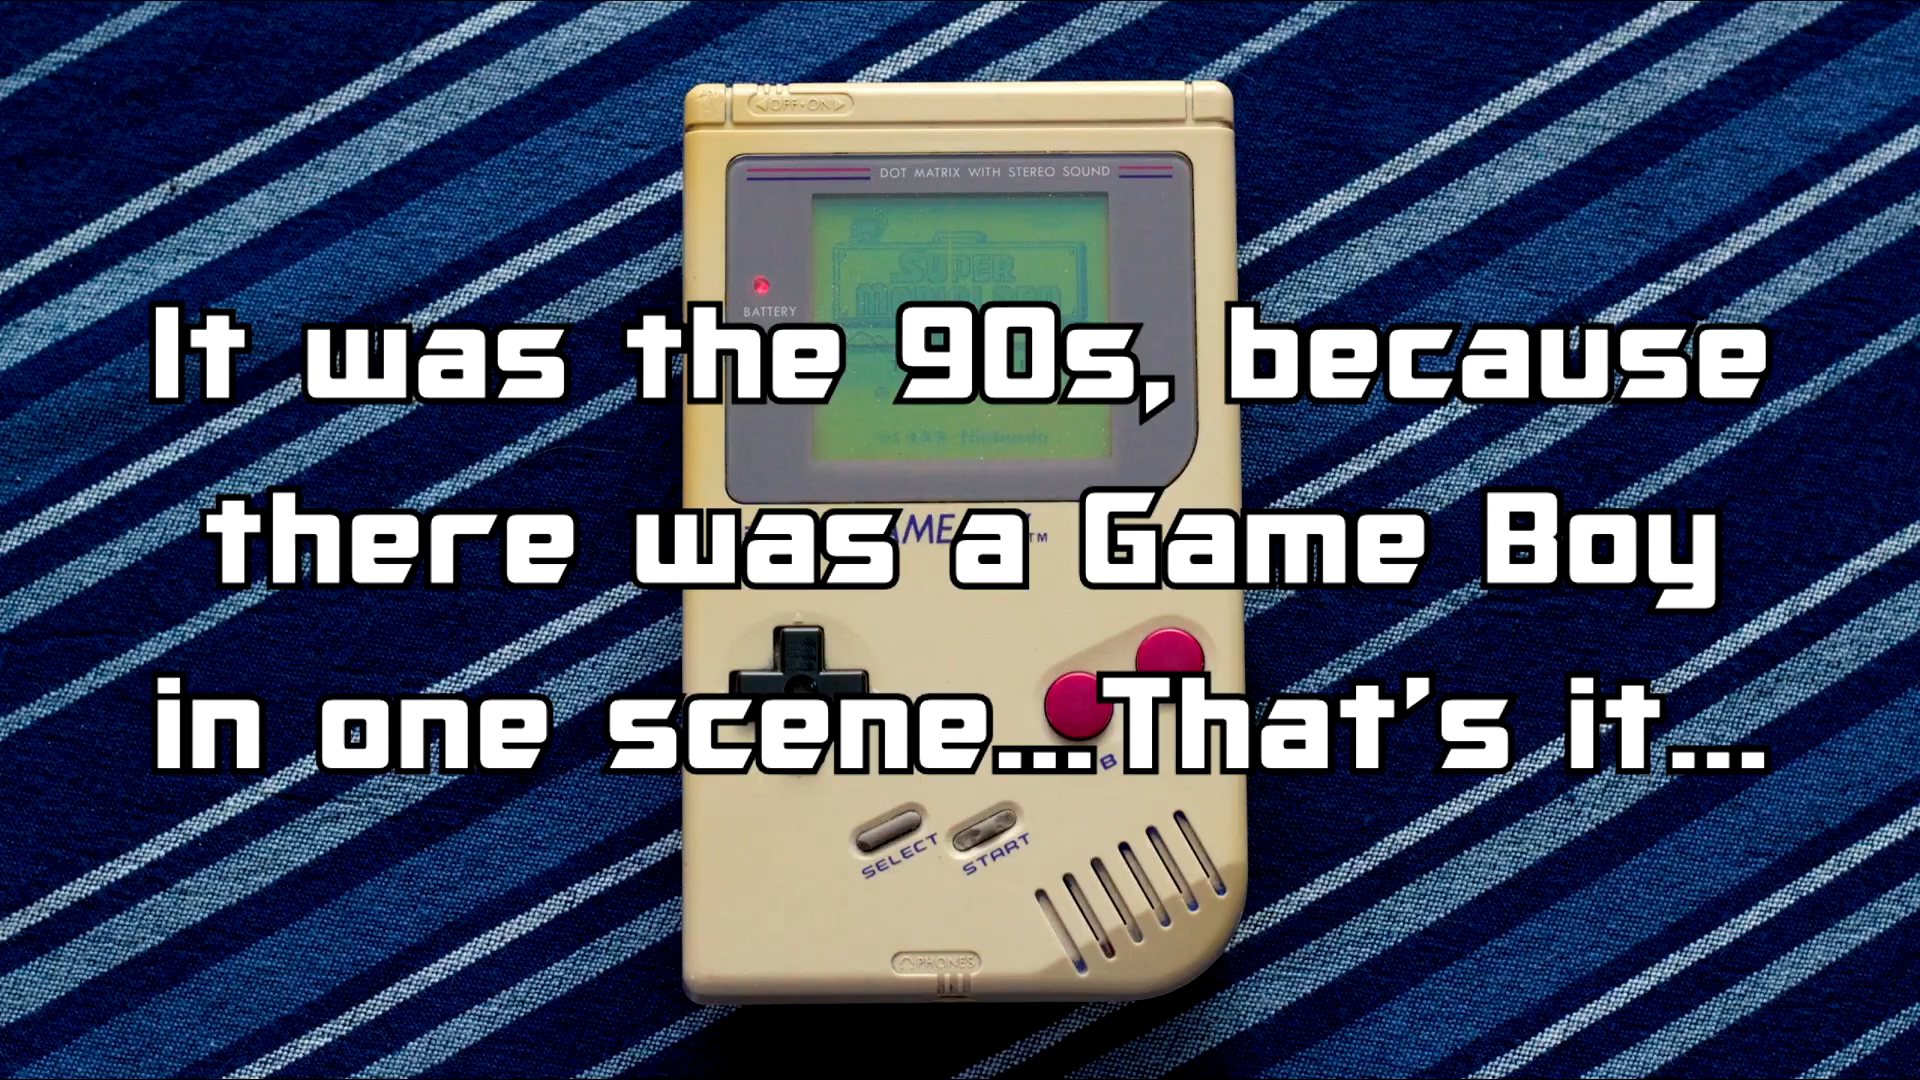 OFF•ON
DOT MATRIX WITH STEREO SOUND
SUPER
BATTERY
It was the 90s, because
Nintendo
there was a Game Boy
TM
in one scene...That's it...
B
SELECT
START
PHONES